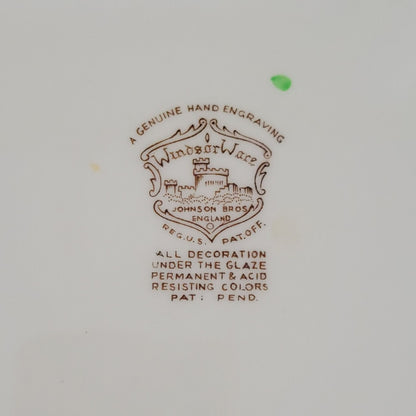 A GENUINE HAND ENGRAVING
Windsor Ware
JOHNSON BROS
ENGLAND
REG. U.S. PAT. OFF.
ALL DECORATION
UNDER THE GLAZE
PERMANENT & ACID
RESISTING COLORS
PAT: PEND.